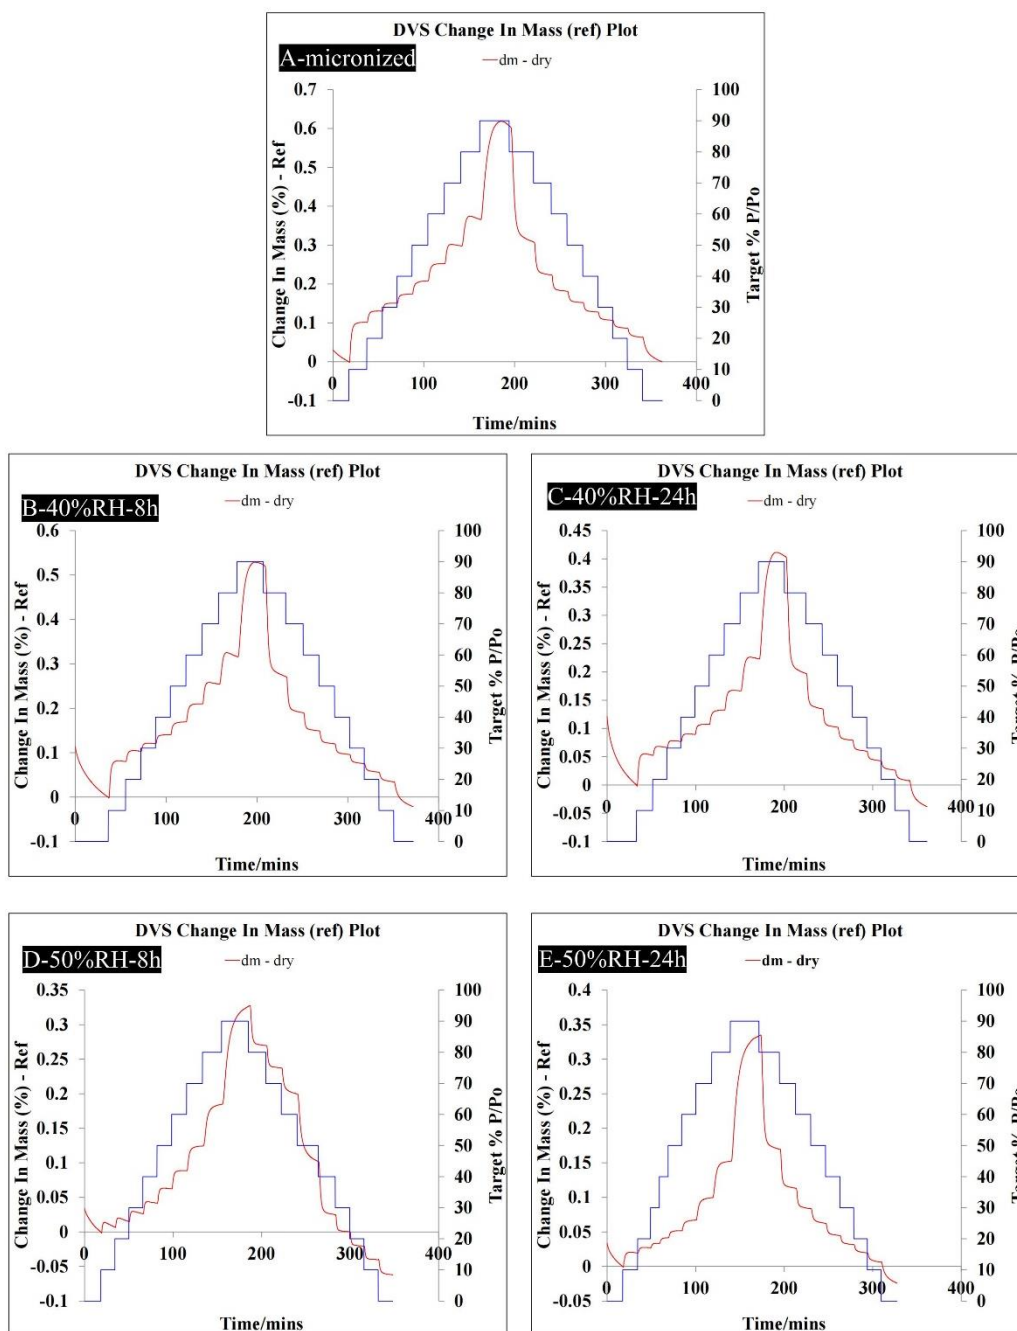 DVS Change In Mass (ref) Plot
A-micronized
dm - dry
Change In Mass (%) - Ref
0.7
0.6
0.5
0.4
0.3
0.2
0.1
0
-0.1
100
90
80
70
60
50
40
30
20
10
0
Target % P/Po
0 100 200 300 400
Time/mins
DVS Change In Mass (ref) Plot
B-40%RH-8h
dm - dry
Change In Mass (%) - Ref
0.6
0.5
0.4
0.3
0.2
0.1
0
-0.1
100
90
80
70
60
50
40
30
20
10
0
Target % P/Po
0 100 200 300 400
Time/mins
DVS Change In Mass (ref) Plot
C-40%RH-24h
dm - dry
Change In Mass (%) - Ref
0.45
0.4
0.35
0.3
0.25
0.2
0.15
0.1
0.05
0
-0.05
-0.1
100
90
80
70
60
50
40
30
20
10
0
Target % P/Po
0 100 200 300 400
Time/mins
DVS Change In Mass (ref) Plot
D-50%RH-8h
dm - dry
Change In Mass (%) - Ref
0.35
0.3
0.25
0.2
0.15
0.1
0.05
0
-0.05
-0.1
100
90
80
70
60
50
40
30
20
10
0
Target % P/Po
0 100 200 300 400
Time/mins
DVS Change In Mass (ref) Plot
E-50%RH-24h
dm - dry
Change In Mass (%) - Ref
0.4
0.35
0.3
0.25
0.2
0.15
0.1
0.05
0
-0.05
100
90
80
70
60
50
40
30
20
10
0
Target % P/Po
0 100 200 300 400
Time/mins